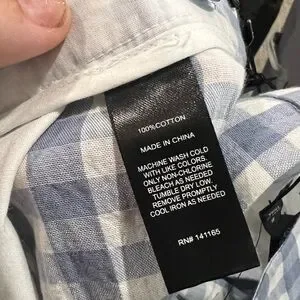 100%COTTON
MADE IN CHINA
MACHINE WASH COLD
WITH LIKE COLORS.
ONLY NON-CHLORINE
BLEACH AS NEEDED
TUMBLE DRY LOW
REMOVE PROMPTLY
COOL IRON AS NEEDED
RN# 141165